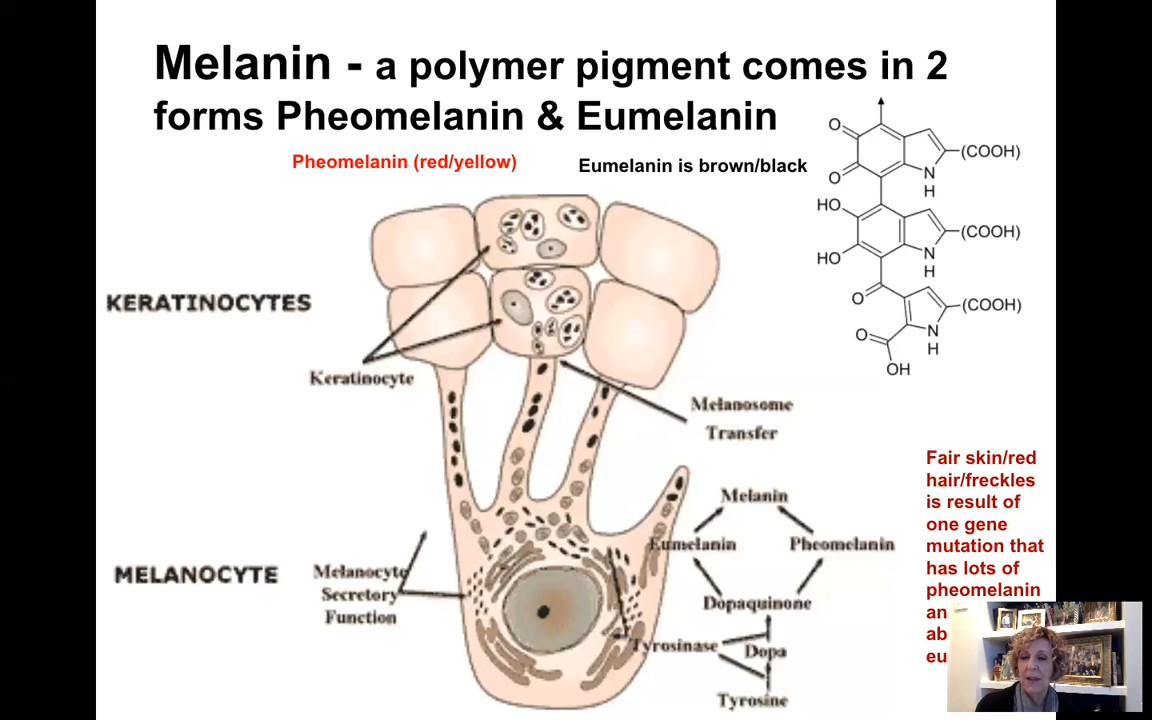 Melanin - a polymer pigment comes in 2
forms Pheomelanin & Eumelanin
Pheomelanin (red/yellow)
Eumelanin is brown/black
O
O
N
H
(COOH)
HO
HO
N
H
(COOH)
O
N
H
(COOH)
O
OH
KERATINOCYTES
Keratinocyte
Melanosome
Transfer
MELANOCYTE
Melanocyte
Secretory
Function
Melanin
Eumelanin
Pheomelanin
Dopaquinone
Tyrosinase
Dopa
Tyrosine
Fair skin/red
hair/freckles
is result of
one gene
mutation that
has lots of
pheomelanin
an
ab
eu